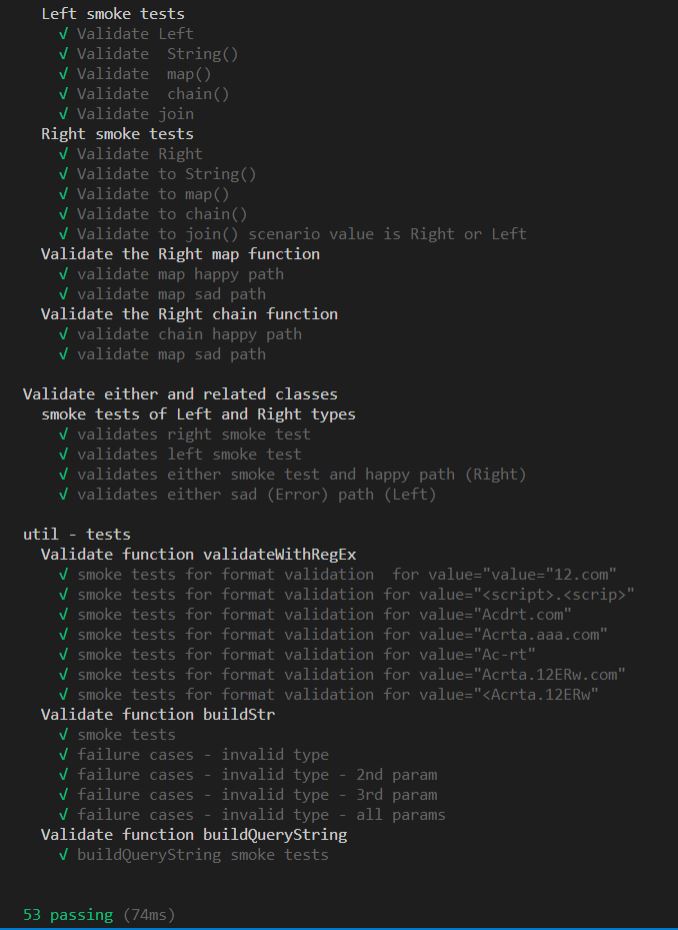 Left smoke tests
√ Validate Left
√ Validate  String()
√ Validate  map()
√ Validate  chain()
√ Validate join
Right smoke tests
√ Validate Right
√ Validate to String()
√ Validate to map()
√ Validate to chain()
√ Validate to join() scenario value is Right or Left
Validate the Right map function
√ validate map happy path
√ validate map sad path
Validate the Right chain function
√ validate chain happy path
√ validate map sad path
Validate either and related classes
smoke tests of Left and Right types
√ validates right smoke test
√ validates left smoke test
√ validates either smoke test and happy path (Right)
√ validates either sad (Error) path (Left)
util - tests
Validate function validateWithRegEx
√ smoke tests for format validation  for value="value="12.com"
√ smoke tests for format validation for value="<script>.<scrip>"
√ smoke tests for format validation for value="Acdrt.com"
√ smoke tests for format validation for value="Acrta.aaa.com"
√ smoke tests for format validation for value="Ac-rt"
√ smoke tests for format validation for value="Acrta.12ERw.com"
√ smoke tests for format validation for value="<Acrta.12ERw"
Validate function buildStr
√ smoke tests
√ failure cases - invalid type
√ failure cases - invalid type - 2nd param
√ failure cases - invalid type - 3rd param
√ failure cases - invalid type - all params
Validate function buildQueryString
√ buildQueryString smoke tests
53 passing (74ms)